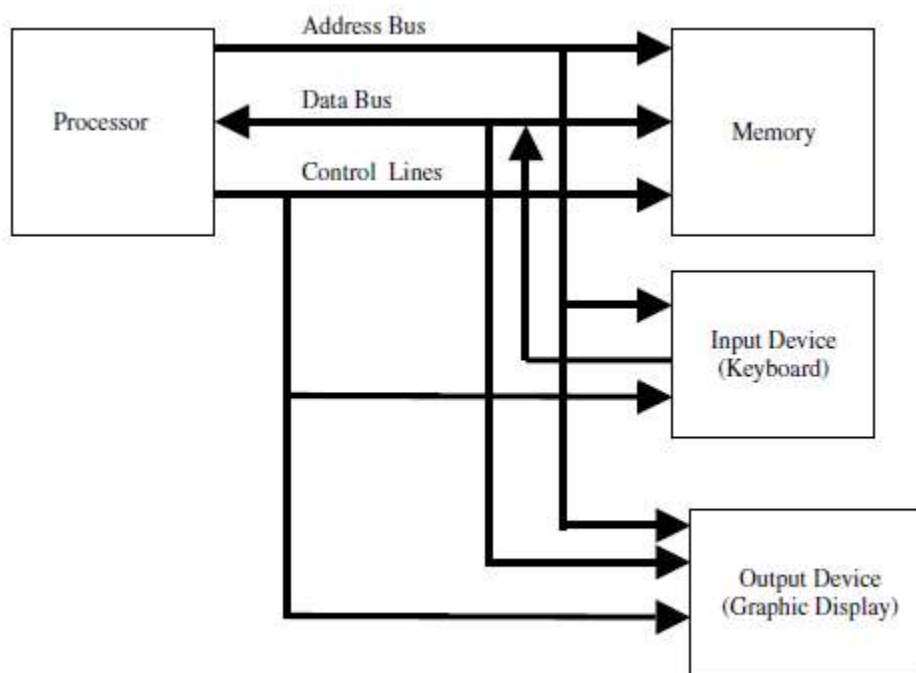 Address Bus
Processor
Data Bus
Memory
Control Lines
Input Device
(Keyboard)
Output Device
(Graphic Display)